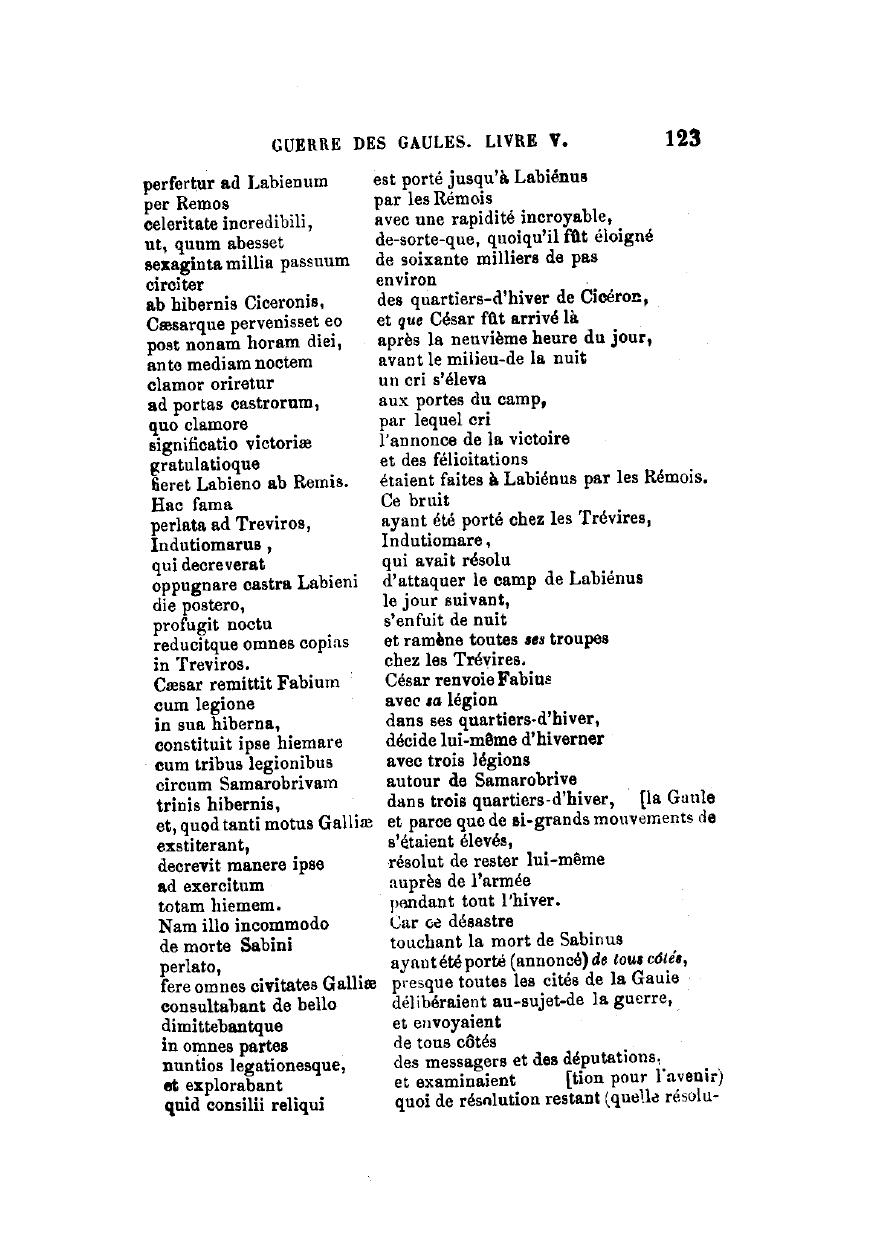 GUERRE DES GAULES. LIVRE V. 123
perfertur ad Labienum est porté jusqu'à Labiénus
per Remos par les Rémois
celeritate incredibili, avec une rapidité incroyable,
ut, quum abesset de-sorte-que, quoiqu'il fût éloigné
sexaginta millia passuum de soixante milliers de pas
circiter environ
ab hibernis Ciceronis, des quartiers-d'hiver de Cicéron,
Cæsarque pervenisset eo et que César fût arrivé là
post nonam horam diei, après la neuvième heure du jour,
ante mediam noctem avant le milieu-de la nuit
clamor oriretur un cri s'éleva
ad portas castrorum, aux portes du camp,
quo clamore par lequel cri
significatio victoriæ l'annonce de la victoire
gratulatioque et des félicitations
fieret Labieno ab Remis. étaient faites à Labiénus par les Rémois.
Hac fama Ce bruit
perlata ad Treviros, ayant été porté chez les Trévires,
Indutiomarus, Indutiomare,
qui decreverat qui avait résolu
oppugnare castra Labieni d'attaquer le camp de Labiénus
die postero, le jour suivant,
profugit noctu s'enfuit de nuit
reducitque omnes copias et ramène toutes ses troupes
in Treviros. chez les Trévires.
Cæsar remittit Fabium César renvoie Fabius
cum legione avec sa légion
in sua hiberna, dans ses quartiers-d'hiver,
constituit ipse hiemare décide lui-même d'hiverner
cum tribus legionibus avec trois légions
circum Samarobrivam autour de Samarobrive
trinis hibernis, dans trois quartiers-d'hiver, [la Gaule
et, quod tanti motus Galliæ et parce que de si-grands mouvements de
exstiterant, s'étaient élevés,
decrevit manere ipse résolut de rester lui-même
ad exercitum auprès de l'armée
totam hiemem. pendant tout l'hiver.
Nam illo incommodo Car ce désastre
de morte Sabini touchant la mort de Sabinus
perlato, ayant été porté (annoncé) de tous côtés,
fere omnes civitates Galliæ presque toutes les cités de la Gaule
consultabant de bello délibéraient au-sujet-de la guerre,
dimittebantque et envoyaient
in omnes partes de tous côtés
nuntios legationesque, des messagers et des députations,
et explorabant et examinaient [tion pour l'avenir)
quid consilii reliqui quoi de résolution restant (quelle résolu-